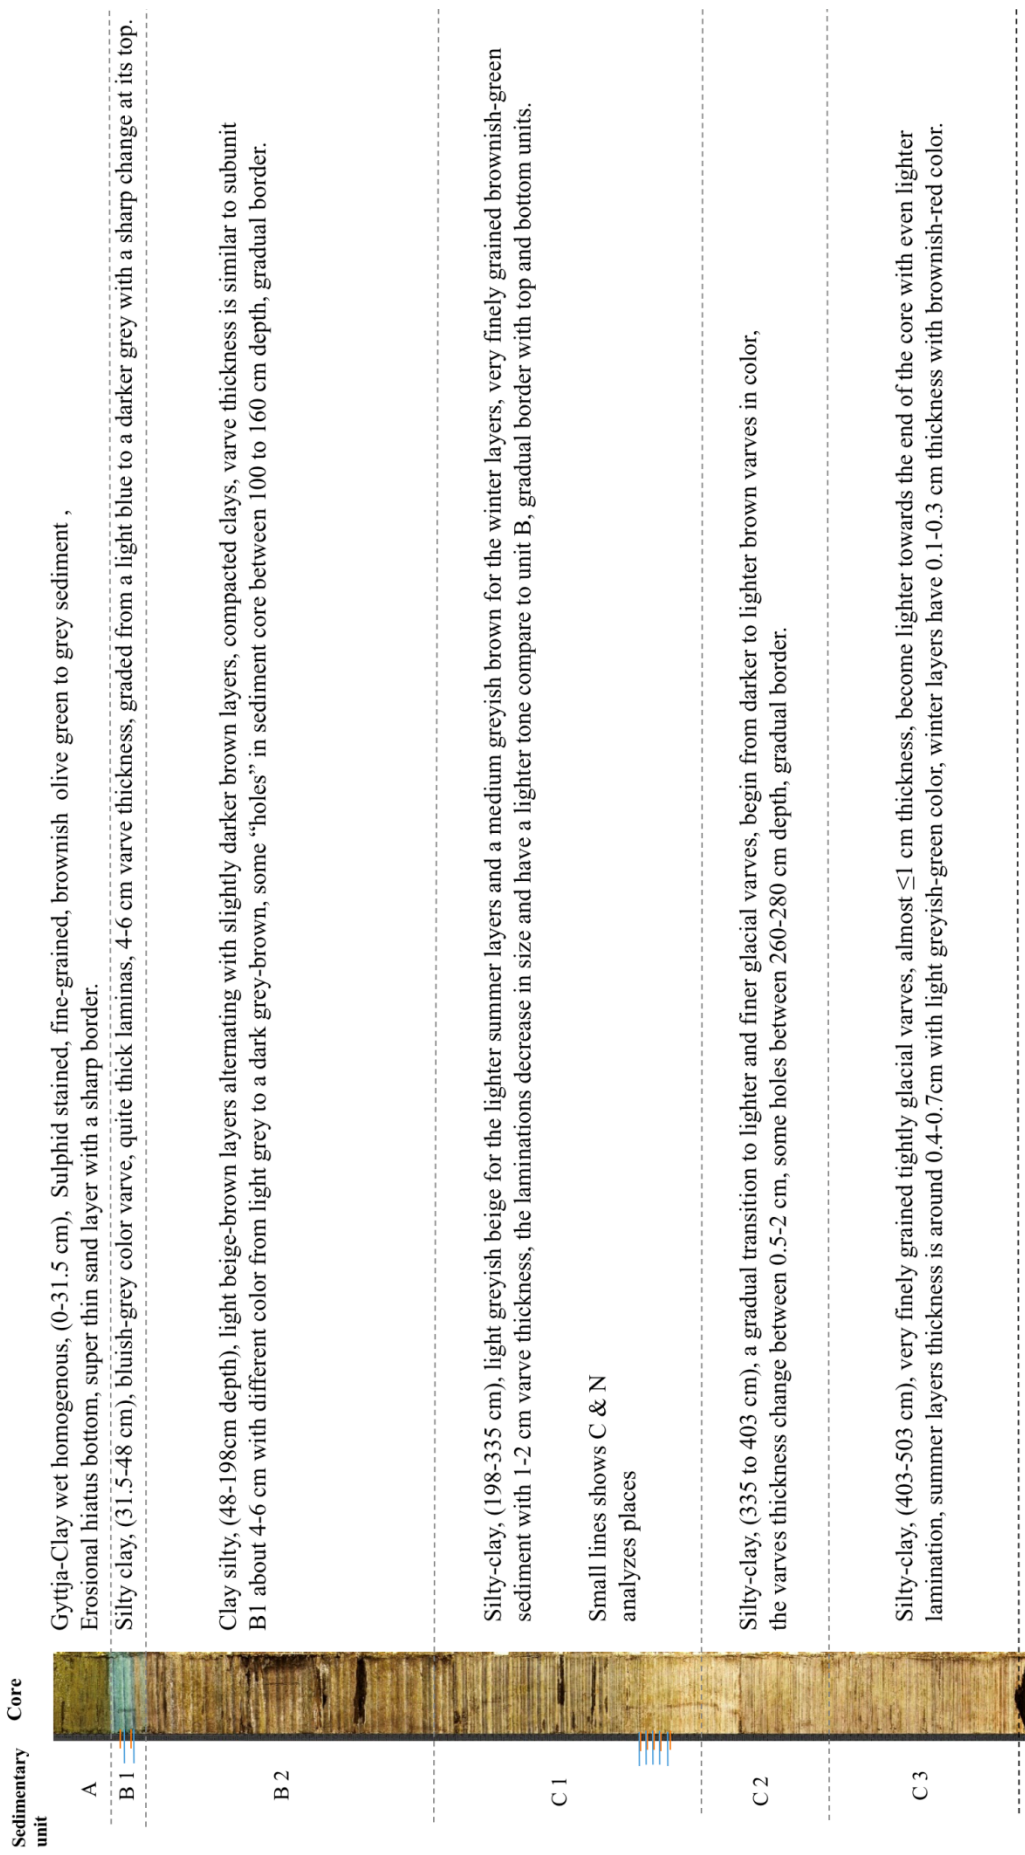 Sedimentary
unit
Core
A
Gyttja-Clay wet homogenous, (0-31.5 cm), Sulphid stained, fine-grained, brownish olive green to grey sediment ,
Erosional hiatus bottom, super thin sand layer with a sharp border.
B 1
Silty clay, (31.5-48 cm), bluish-grey color varve, quite thick laminas, 4-6 cm varve thickness, graded from a light blue to a darker grey with a sharp change at its top.
B 2
Clay silty, (48-198cm depth), light beige-brown layers alternating with slightly darker brown layers, compacted clays, varve thickness is similar to subunit
B1 about 4-6 cm with different color from light grey to a dark grey-brown, some “holes” in sediment core between 100 to 160 cm depth, gradual border.
C 1
Silty-clay, (198-335 cm), light greyish beige for the lighter summer layers and a medium greyish brown for the winter layers, very finely grained brownish-green
sediment with 1-2 cm varve thickness, the laminations decrease in size and have a lighter tone compare to unit B, gradual border with top and bottom units.
Small lines shows C & N
analyzes places
C 2
Silty-clay, (335 to 403 cm), a gradual transition to lighter and finer glacial varves, begin from darker to lighter brown varves in color,
the varves thickness change between 0.5-2 cm, some holes between 260-280 cm depth, gradual border.
C 3
Silty-clay, (403-503 cm), very finely grained tightly glacial varves, almost ≤1 cm thickness, become lighter towards the end of the core with even lighter
lamination, summer layers thickness is around 0.4-0.7cm with light greyish-green color, winter layers have 0.1-0.3 cm thickness with brownish-red color.